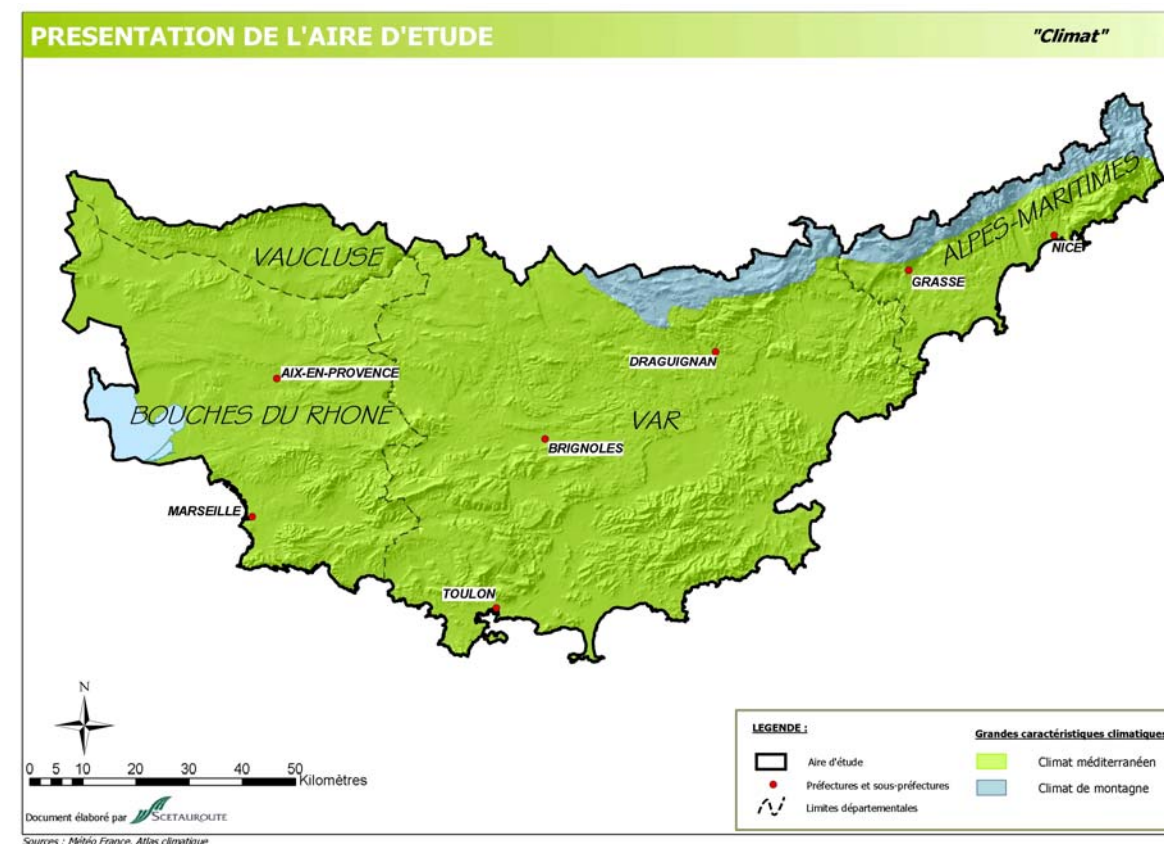 PRESENTATION DE L'AIRE D'ETUDE
"Climat"
VAUCLUSE
ALPES-MARITIMES
NICE
GRASSE
DRAGUIGNAN
AIX-EN-PROVENCE
BOUCHES DU RHONE
VAR
BRIGNOLES
MARSEILLE
TOULON
N
0 5 10 20 30 40 50
Kilomètres
Document élaboré par SCETAUROUTE
LEGENDE :
Aire d'étude
Préfectures et sous-préfectures
Limites départementales
Grandes caractéristiques climatiques
Climat méditerranéen
Climat de montagne
Sources : Météo France, Atlas climatique